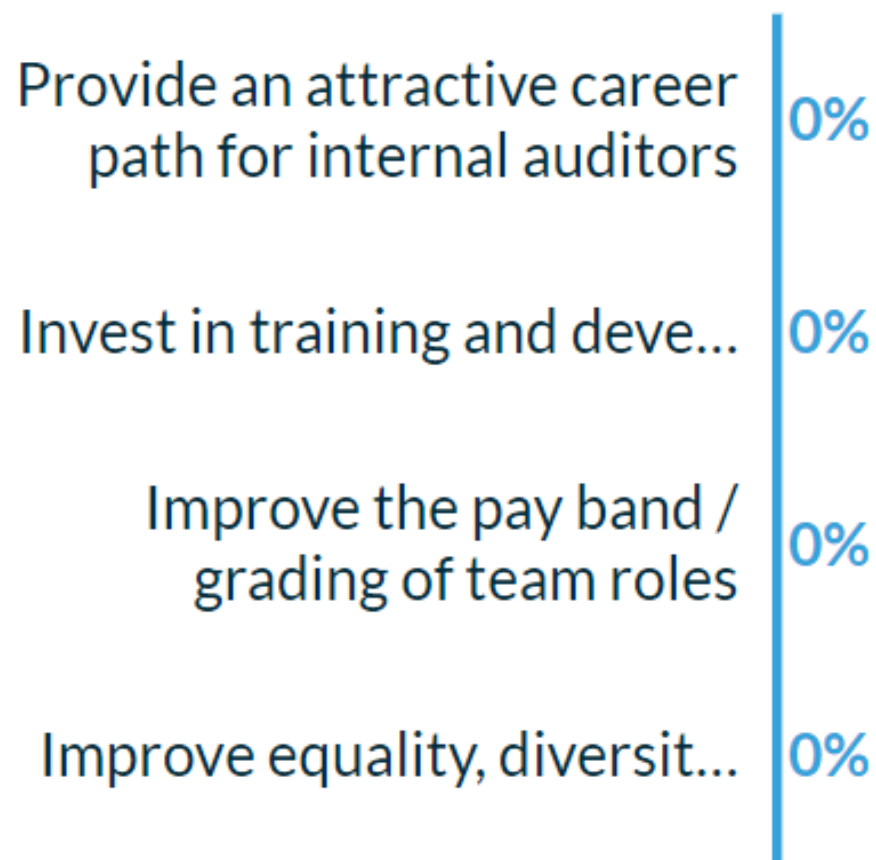 Provide an attractive career
path for internal auditors
0%
Invest in training and deve...
0%
Improve the pay band /
grading of team roles
0%
Improve equality, diversit...
0%